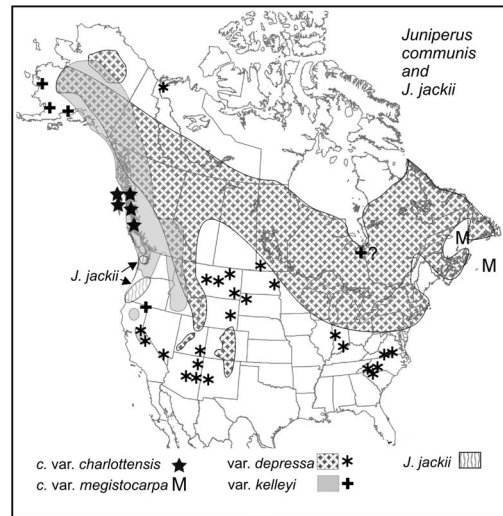 Juniperus
communis
and
J. jackii
M
?
M
J. jackii
c. var. charlottensis
var. depressa
J. jackii
c. var. megistocarpa M
var. kelleyi